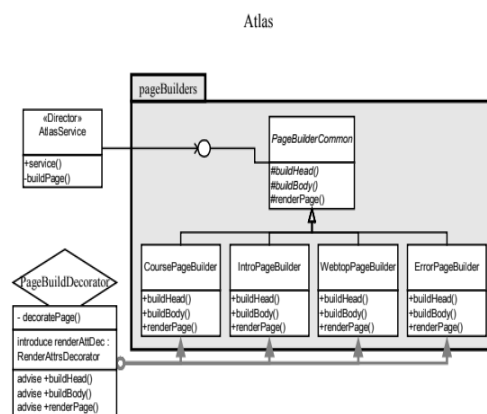 Atlas
pageBuilders
«Director»
AtlasService
+service()
-buildPage()
PageBuilderCommon
#buildHead()
#buildBody()
#renderPage()
CoursePageBuilder
+buildHead()
+buildBody()
+renderPage()
IntroPageBuilder
+buildHead()
+buildBody()
+renderPage()
WebtopPageBuilder
+buildHead()
+buildBody()
+renderPage()
ErrorPageBuilder
+buildHead()
+buildBody()
+renderPage()
PageBuildDecorator
- decoratePage()
introduce renderAttDec :
RenderAttrsDecorator
advise +buildHead()
advise +buildBody()
advise +renderPage()